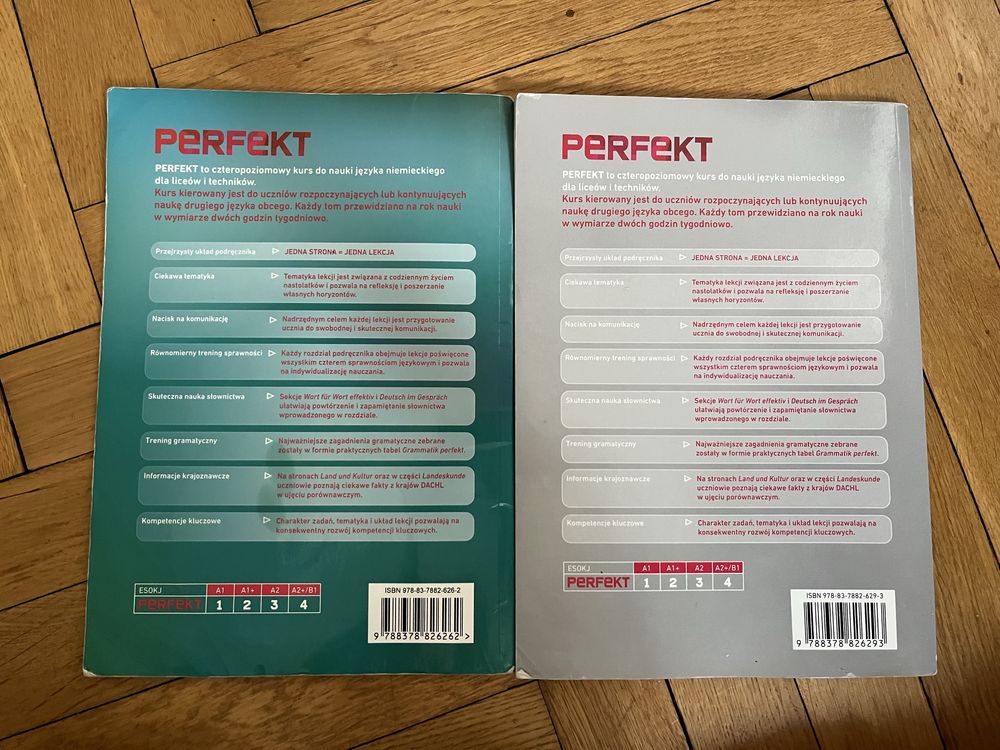 PERFEKT
PERFEKT to czteropoziomowy kurs do nauki języka niemieckiego
dla liceów i techników.
Kurs kierowany jest do uczniów rozpoczynających lub kontynuujących
naukę drugiego języka obcego. Każdy tom przewidziano na rok nauki
w wymiarze dwóch godzin tygodniowo.
Przejrzysty układ podręcznika JEDNA STRONA = JEDNA LEKCJA
Ciekawa tematyka Tematyka lekcji jest związana z codziennym życiem
nastolatków i pozwala na refleksję i poszerzanie
własnych horyzontów.
Nacisk na komunikację Nadrzędnym celem każdej lekcji jest przygotowanie
ucznia do swobodnej i skutecznej komunikacji.
Równomierny trening sprawności Każdy rozdział podręcznika obejmuje lekcje poświęcone
wszystkim czterem sprawnościom językowym i pozwala
na indywidualizację nauczania.
Skuteczna nauka słownictwa Sekcje Wort für Wort effektiv i Deutsch im Gespräch
ułatwiają powtórzenie i zapamiętanie słownictwa
wprowadzonego w rozdziale.
Trening gramatyczny Najważniejsze zagadnienia gramatyczne zebrane
zostały w formie praktycznych tabel Grammatik perfekt.
Informacje krajoznawcze Na stronach Land und Kultur oraz w części Landeskunde
uczniowie poznają ciekawe fakty z krajów DACHL
w ujęciu porównawczym.
Kompetencje kluczowe Charakter zadań, tematyka i układ lekcji pozwalają na
konsekwentny rozwój kompetencji kluczowych.
ESOKJ A1 A1+ A2 A2+/B1
PERFEKT 1 2 3 4
ISBN 978-83-7882-626-2
9 788378 826262 >
PERFEKT
PERFEKT to czteropoziomowy kurs do nauki języka niemieckiego
dla liceów i techników.
Kurs kierowany jest do uczniów rozpoczynających lub kontynuujących
naukę drugiego języka obcego. Każdy tom przewidziano na rok nauki
w wymiarze dwóch godzin tygodniowo.
Przejrzysty układ podręcznika JEDNA STRONA = JEDNA LEKCJA
Ciekawa tematyka Tematyka lekcji związana jest z codziennym życiem
nastolatków i pozwala na refleksję i poszerzanie
własnych horyzontów.
Nacisk na komunikację Nadrzędnym celem każdej lekcji jest przygotowanie
ucznia do swobodnej i skutecznej komunikacji.
Równomierny trening sprawności Każdy rozdział podręcznika obejmuje lekcje poświęcone
wszystkim czterem sprawnościom językowym i pozwala
na indywidualizację nauczania.
Skuteczna nauka słownictwa Sekcje Wort für Wort effektiv i Deutsch im Gespräch
ułatwiają powtórzenie i zapamiętanie słownictwa
wprowadzonego w rozdziale.
Trening gramatyczny Najważniejsze zagadnienia gramatyczne zebrane
zostały w formie praktycznych tabel Grammatik perfekt.
Informacje krajoznawcze Na stronach Land und Kultur oraz w części Landeskunde
uczniowie poznają ciekawe fakty z krajów DACHL
w ujęciu porównawczym.
Kompetencje kluczowe Charakter zadań, tematyka i układ lekcji pozwalają na
konsekwentny rozwój kompetencji kluczowych.
ESOKJ A1 A1+ A2 A2+/B1
PERFEKT 1 2 3 4
ISBN 978-83-7882-629-3
9 788378 826293